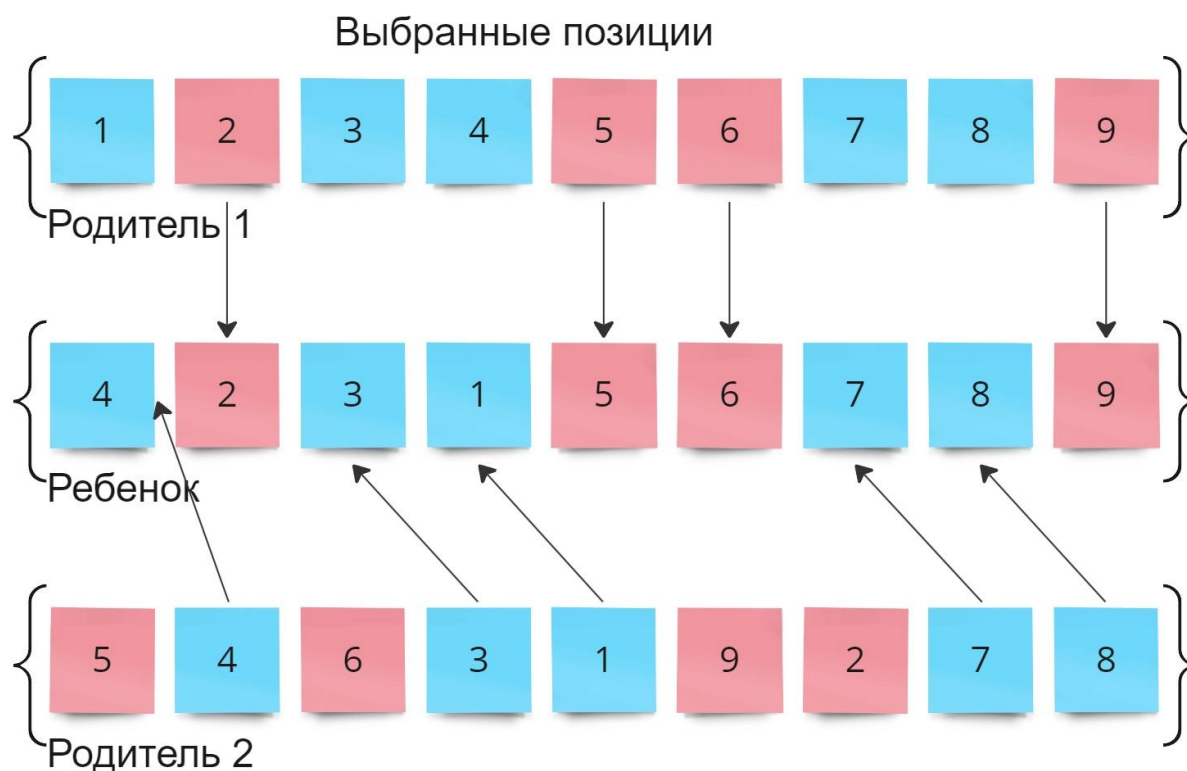 Выбранные позиции
1 2 3 4 5 6 7 8 9
Родитель 1
4 2 3 1 5 6 7 8 9
Ребенок
5 4 6 3 1 9 2 7 8
Родитель 2